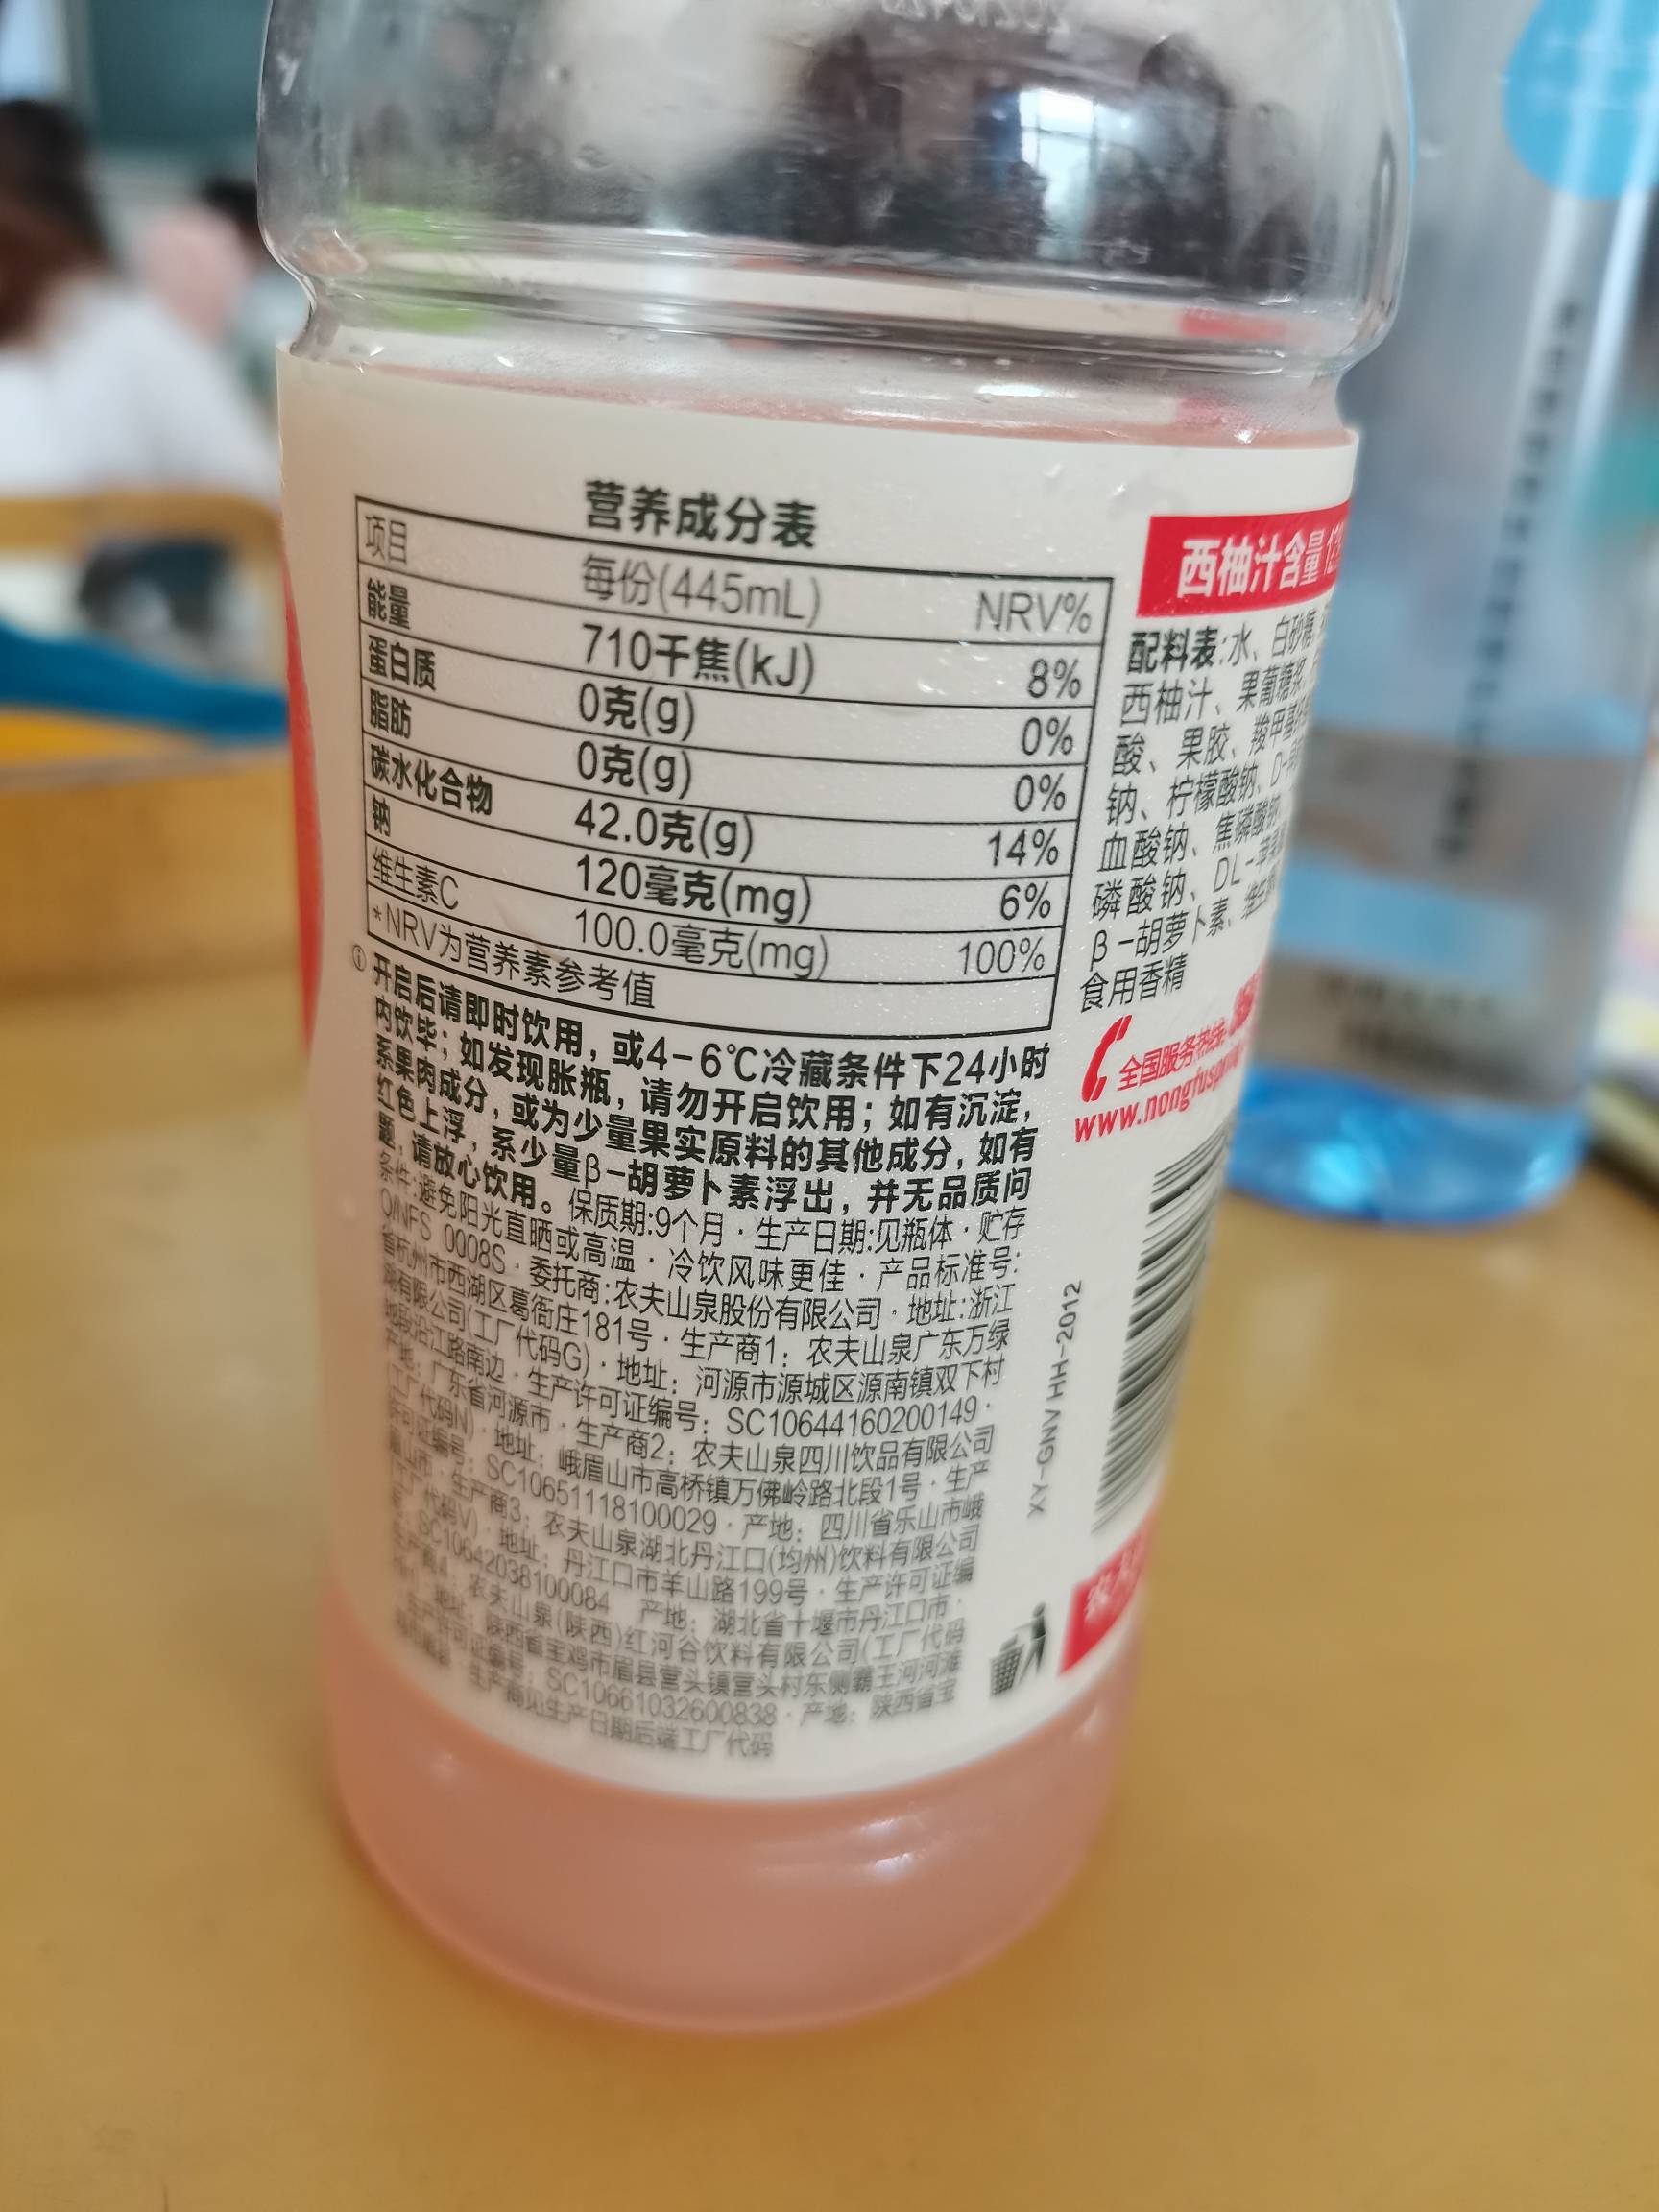 营养成分表
项目 每份(445mL) NRV%
能量 710千焦(kJ) 8%
蛋白质 0克(g) 0%
脂肪 0克(g) 0%
碳水化合物 42.0克(g) 14%
钠 120毫克(mg) 6%
维生素C 100.0毫克(mg) 100%
*NRV为营养素参考值
开启后请即时饮用，或4-6℃冷藏条件下24小时
内饮毕；如发现胀瓶，请勿开启饮用；如有沉淀，
系果肉成分，或为少量果实原料的其他成分，如有
红色上浮，系少量β-胡萝卜素浮出，并无品质问
题，请放心饮用。保质期:9个月·生产日期:见瓶体·贮存
条件:避免阳光直晒或高温·冷饮风味更佳·产品标准号:
Q/NFS 0008S·委托商:农夫山泉股份有限公司·地址:浙江
省杭州市西湖区葛衙庄181号·生产商1：农夫山泉广东万绿
湖有限公司(工厂代码G)·地址：河源市源城区源南镇双下村
地段沿江路南边·生产许可证编号：SC10644160200149·
产地：广东省河源市·生产商2：农夫山泉四川饮品有限公司
(工厂代码N)·地址：峨眉山市高桥镇万佛岭路北段1号·生产
许可证编号：SC10651118100029·产地：四川省乐山市峨
眉山市·生产商3：农夫山泉湖北丹江口(均州)饮料有限公司
(工厂代码V)·地址：丹江口市羊山路199号·生产许可证编
号：SC10642038100084 产地：湖北省十堰市丹江口市·
生产商4：农夫山泉(陕西)红河谷饮料有限公司(工厂代码
地址：陕西省宝鸡市眉县营头镇营头村东侧霸王河河滩
生产许可证编号：SC10661032600838·产地：陕西省宝
生产商见生产日期后端工厂代码
西柚汁含量
配料表:水、白砂糖、
西柚汁、果葡糖浆、
酸、果胶、羧甲基
钠、柠檬酸钠、D-
血酸钠、焦磷酸钠、
磷酸钠、DL-
β-胡萝卜素、维生
食用香精
全国服务热线:
www.nongfuspring
XY-GNV HH-2012